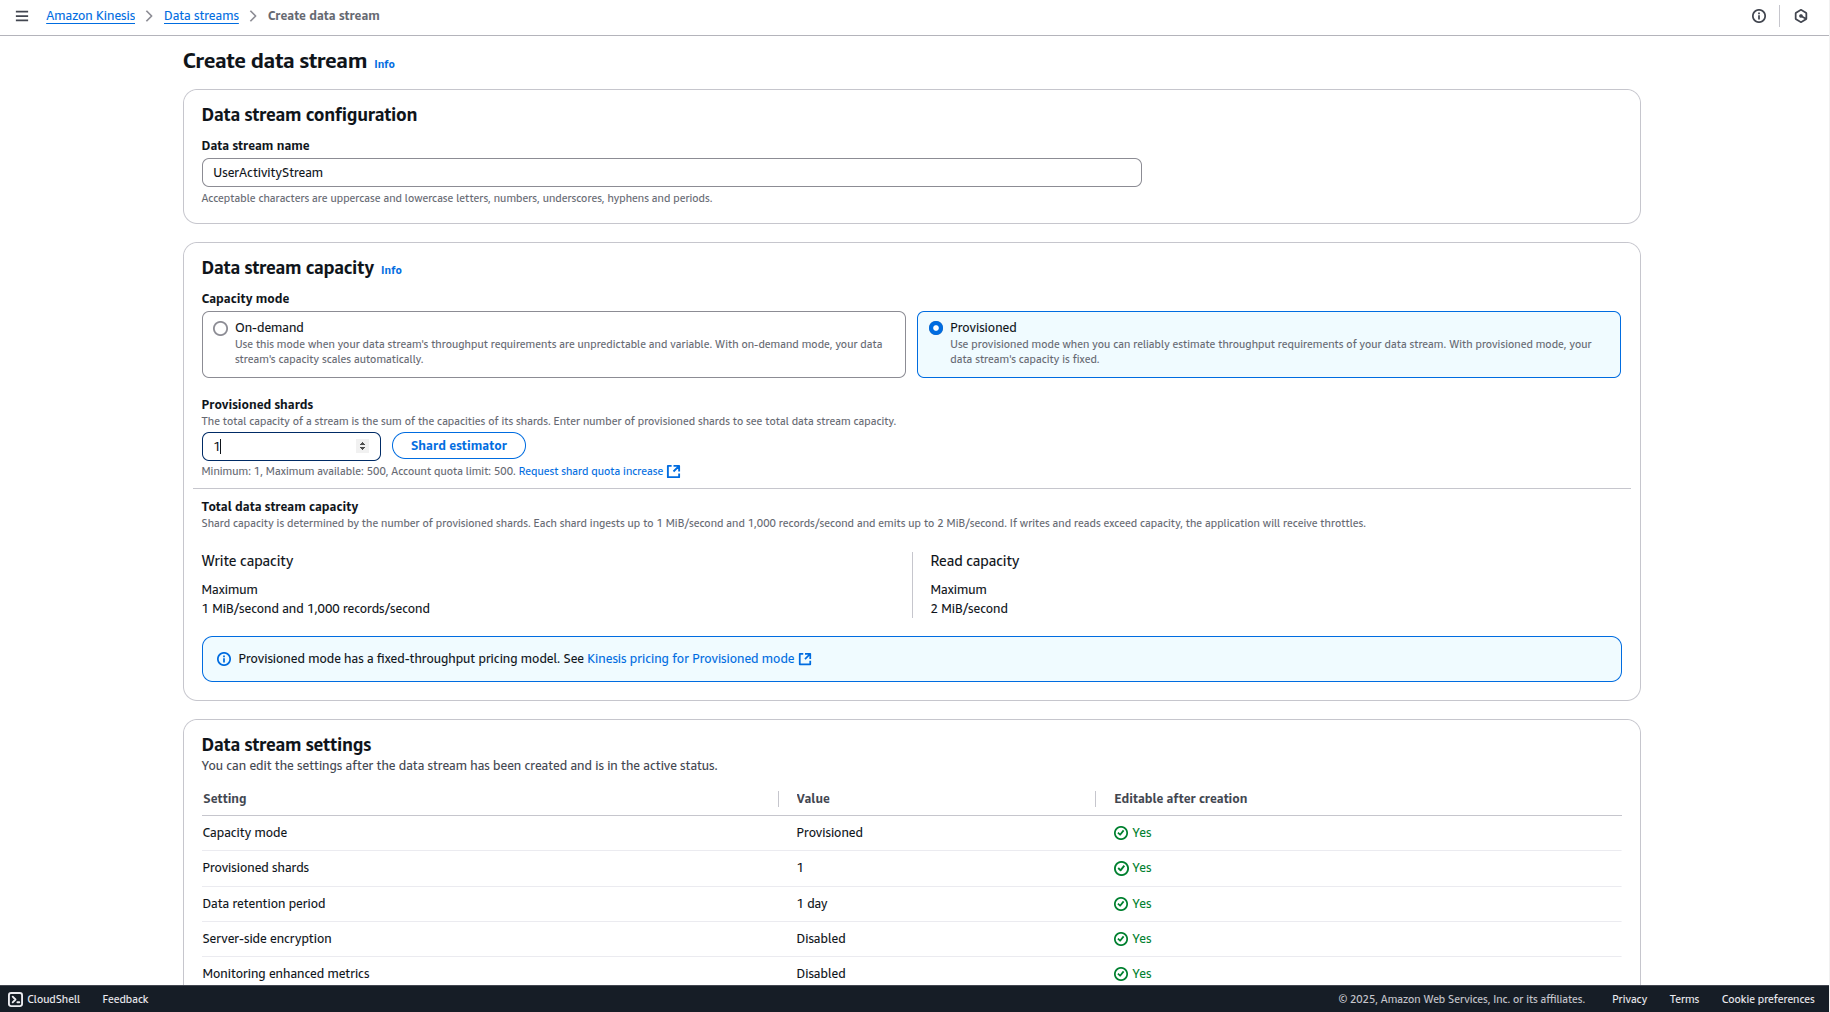 Amazon Kinesis > Data streams > Create data stream
Create data stream Info
Data stream configuration
Data stream name
UserActivityStream
Acceptable characters are uppercase and lowercase letters, numbers, underscores, hyphens and periods.
Data stream capacity Info
Capacity mode
On-demand
Use this mode when your data stream's throughput requirements are unpredictable and variable. With on-demand mode, your data
stream's capacity scales automatically.
Provisioned
Use provisioned mode when you can reliably estimate throughput requirements of your data stream. With provisioned mode, your
data stream's capacity is fixed.
Provisioned shards
The total capacity of a stream is the sum of the capacities of its shards. Enter number of provisioned shards to see total data stream capacity.
1 Shard estimator
Minimum: 1, Maximum available: 500, Account quota limit: 500. Request shard quota increase
Total data stream capacity
Shard capacity is determined by the number of provisioned shards. Each shard ingests up to 1 MiB/second and 1,000 records/second and emits up to 2 MiB/second. If writes and reads exceed capacity, the application will receive throttles.
Write capacity
Maximum
1 MiB/second and 1,000 records/second
Read capacity
Maximum
2 MiB/second
Provisioned mode has a fixed-throughput pricing model. See Kinesis pricing for Provisioned mode
Data stream settings
You can edit the settings after the data stream has been created and is in the active status.
Setting Value Editable after creation
Capacity mode Provisioned Yes
Provisioned shards 1 Yes
Data retention period 1 day Yes
Server-side encryption Disabled Yes
Monitoring enhanced metrics Disabled Yes
CloudShell Feedback © 2025, Amazon Web Services, Inc. or its affiliates. Privacy Terms Cookie preferences